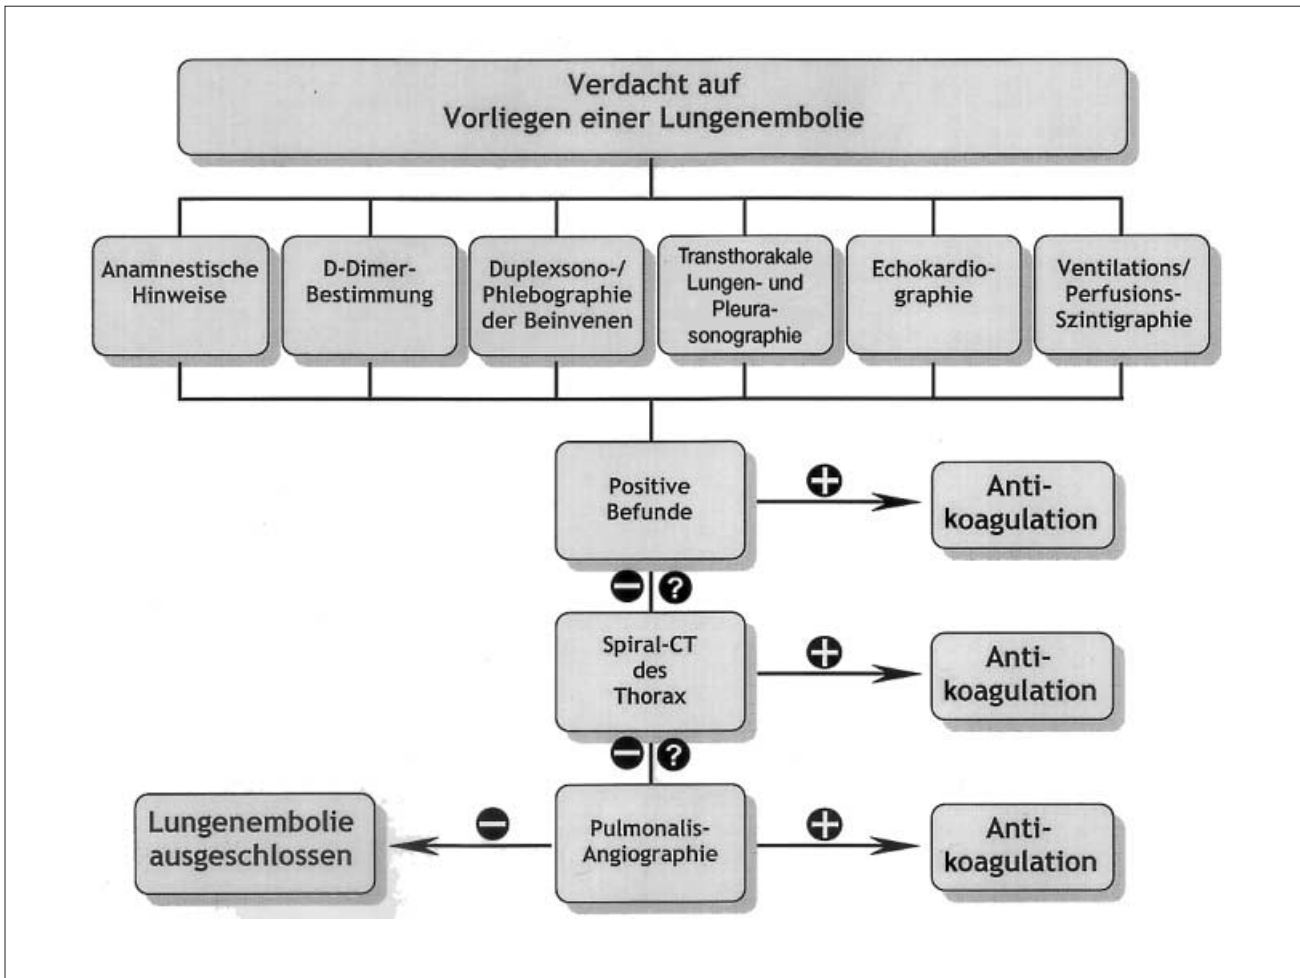 Verdacht auf
Vorliegen einer Lungenembolie
Anamnestische
Hinweise
D-Dimer-
Bestimmung
Duplexsono-/
Phlebographie
der Beinvenen
Transthorakale
Lungen- und
Pleura-
sonographie
Echokardio-
graphie
Ventilations/
Perfusions-
Szintigraphie
Positive
Befunde
+
Anti-
koagulation
− ?
Spiral-CT
des
Thorax
+
Anti-
koagulation
− ?
Lungenembolie
ausgeschlossen
−
Pulmonalis-
Angiographie
+
Anti-
koagulation